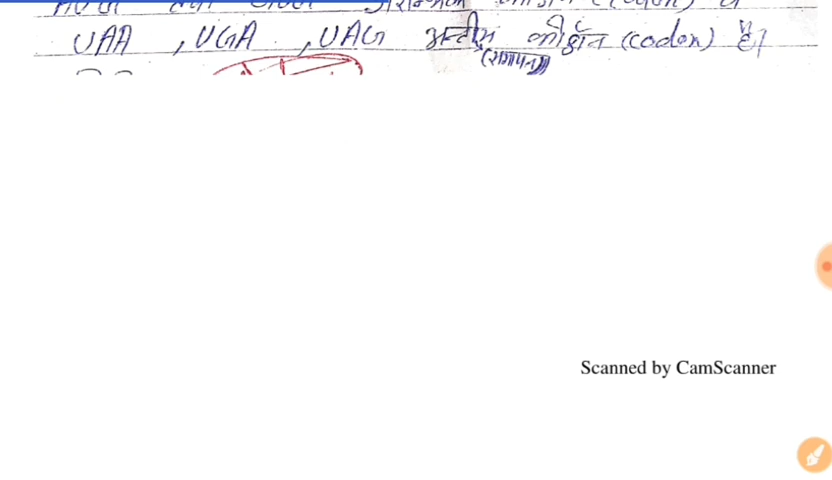 UAA , UGA , UAG अन्तीम कोडॉन (codon) हैं।
(समापन)
Scanned by CamScanner